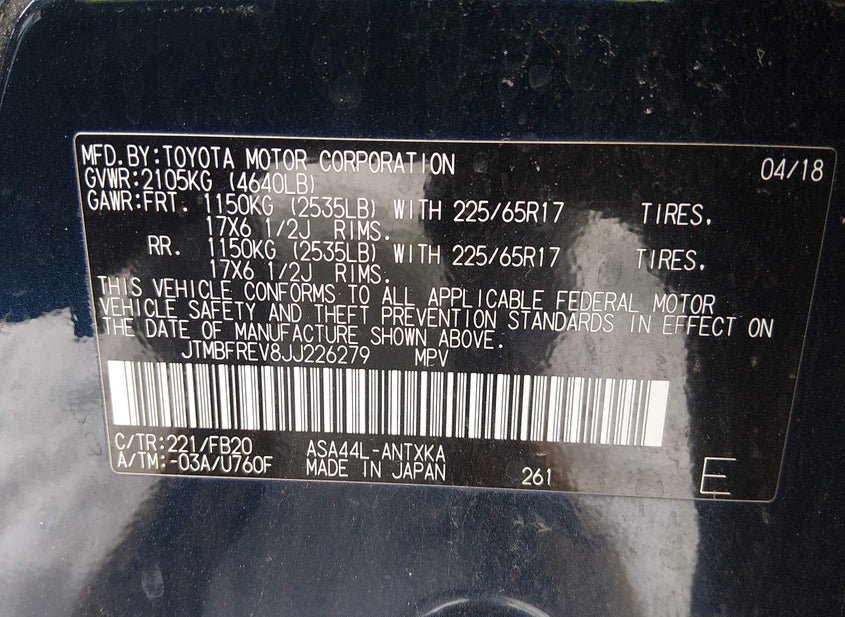 MFD.BY:TOYOTA MOTOR CORPORATION 04/18
GVWR:2105KG (4640LB)
GAWR:FRT. 1150KG (2535LB) WITH 225/65R17 TIRES.
17X6 1/2J RIMS.
RR. 1150KG (2535LB) WITH 225/65R17 TIRES.
17X6 1/2J RIMS.
THIS VEHICLE CONFORMS TO ALL APPLICABLE FEDERAL MOTOR
VEHICLE SAFETY AND THEFT PREVENTION STANDARDS IN EFFECT ON
THE DATE OF MANUFACTURE SHOWN ABOVE.
JTMBFREV8JJ226279 MPV
C/TR:221/FB20 ASA44L-ANTXKA
A/TM:-03A/U760F MADE IN JAPAN 261 E